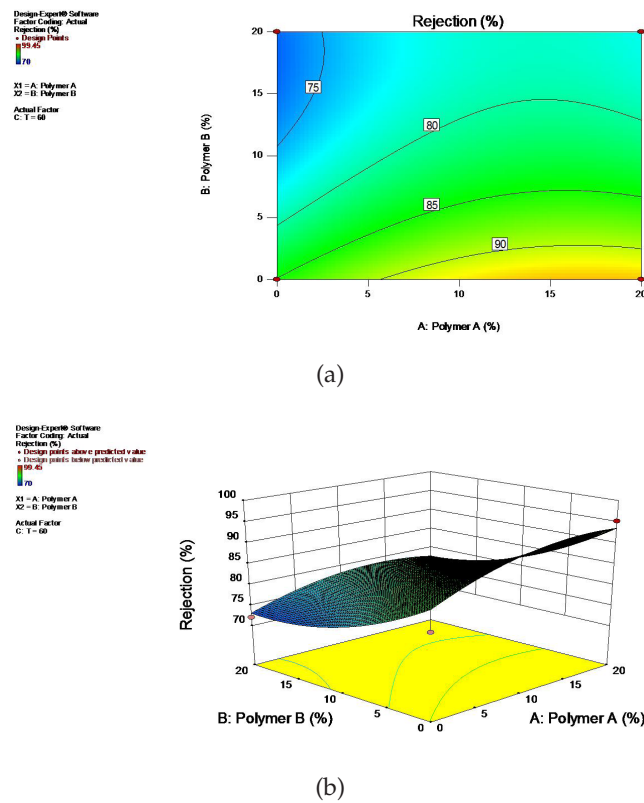 Design-Expert® Software
Factor Coding: Actual
Rejection (%)
Design Points
99.45
70
X1 = A: Polymer A
X2 = B: Polymer B
Actual Factor
C: T = 60
Rejection (%)
B: Polymer B (%)
20
15
10
5
0
75
80
85
90
0
5
10
15
20
A: Polymer A (%)
(a)
Design-Expert® Software
Factor Coding: Actual
Rejection (%)
Design points above predicted value
Design points below predicted value
99.45
70
X1 = A: Polymer A
X2 = B: Polymer B
Actual Factor
C: T = 60
Rejection (%)
100
95
90
85
80
75
70
20
15
10
5
0
B: Polymer B (%)
0
5
10
15
20
A: Polymer A (%)
(b)